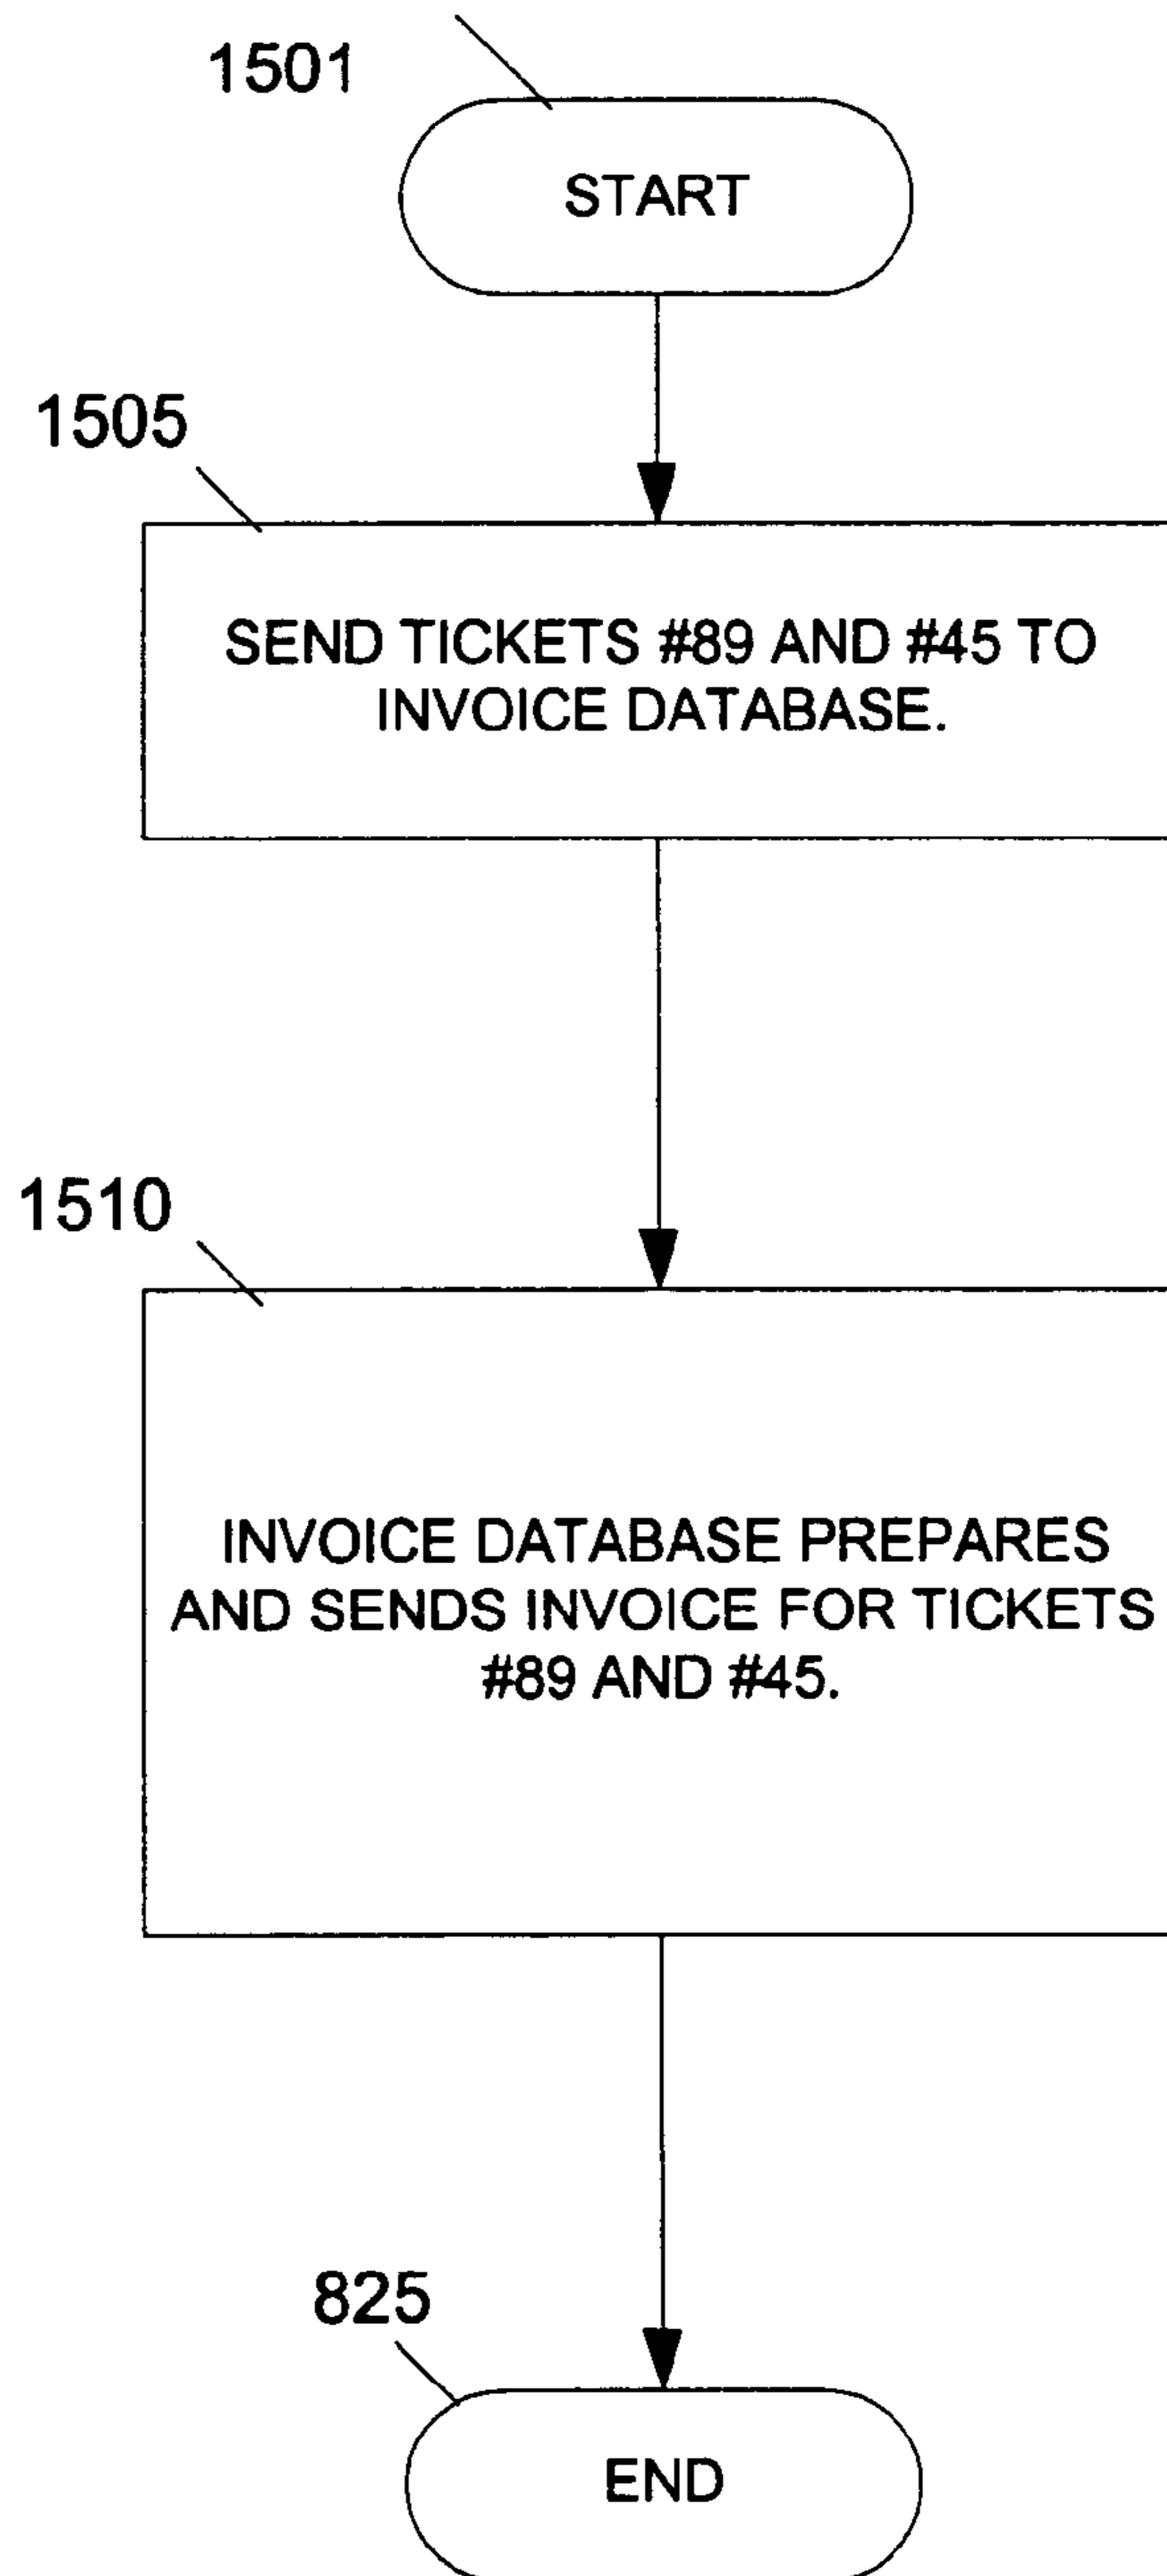 1501
START
1505
SEND TICKETS #89 AND #45 TO
INVOICE DATABASE.
1510
INVOICE DATABASE PREPARES
AND SENDS INVOICE FOR TICKETS
#89 AND #45.
825
END